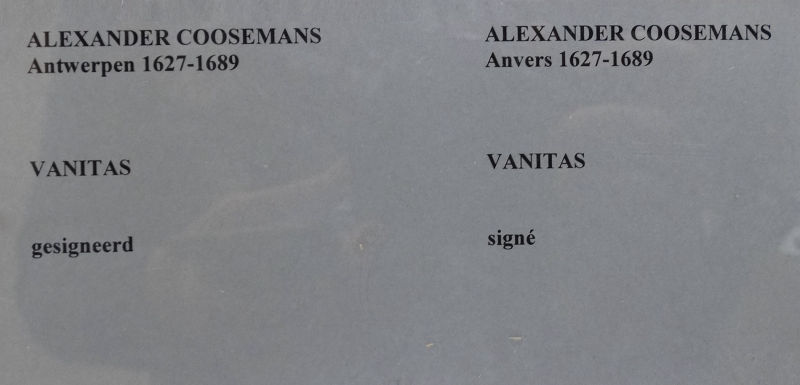 ALEXANDER COOSEMANS
Antwerpen 1627-1689
VANITAS
gesigneerd
ALEXANDER COOSEMANS
Anvers 1627-1689
VANITAS
signé